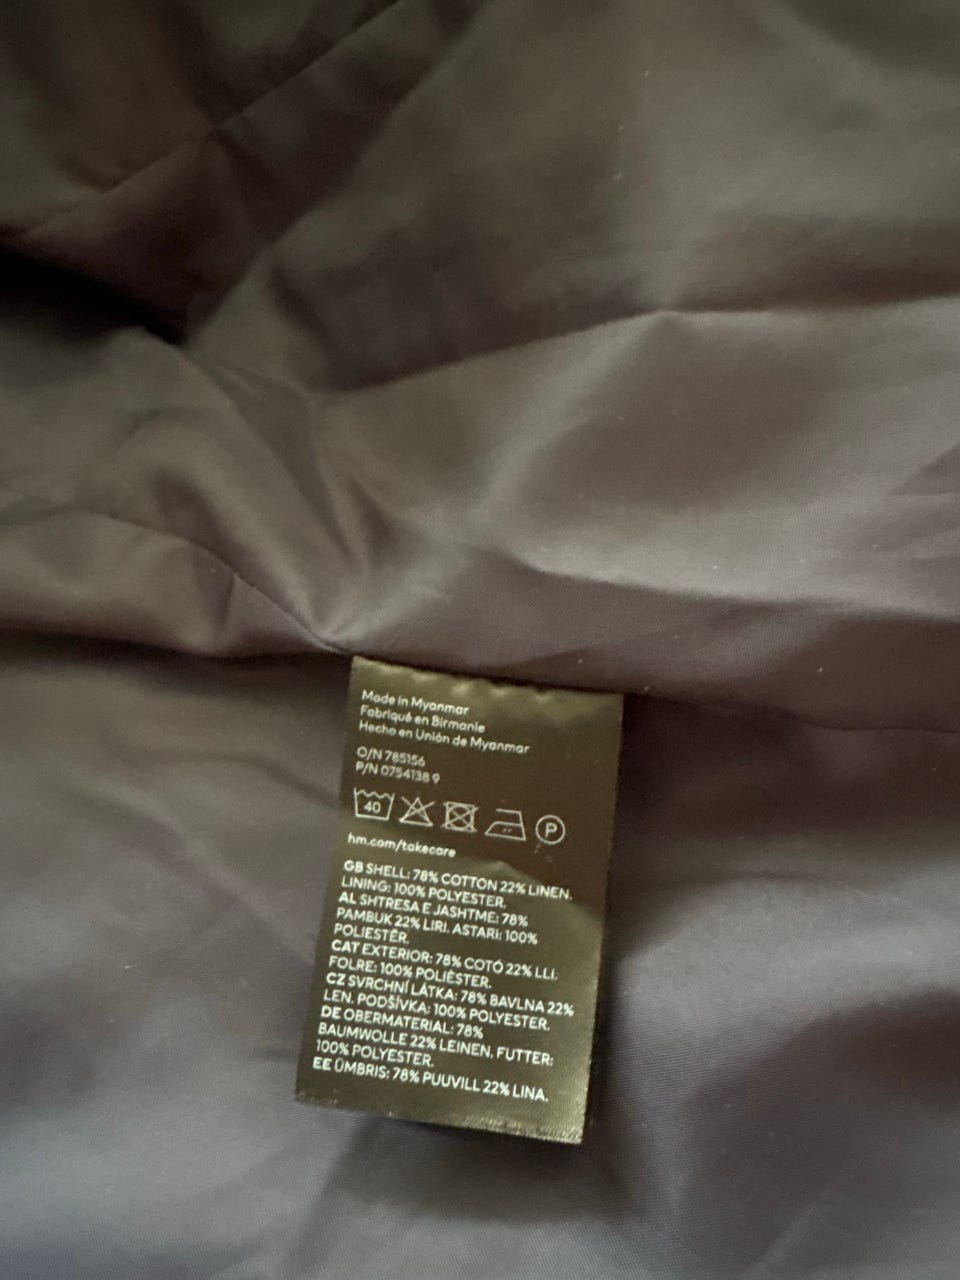 Made in Myanmar
Fabriqué en Birmanie
Hecho en Unión de Myanmar
O/N 785156
P/N 0754138 9
40 P
hm.com/takecare
GB SHELL: 78% COTTON 22% LINEN.
LINING: 100% POLYESTER.
AL SHTRESA E JASHTME: 78%
PAMBUK 22% LIRI. ASTARI: 100%
POLIESTËR.
CAT EXTERIOR: 78% COTÓ 22% LLI.
FOLRE: 100% POLIÈSTER.
CZ SVRCHNÍ LÁTKA: 78% BAVLNA 22%
LEN. PODŠÍVKA: 100% POLYESTER.
DE OBERMATERIAL: 78%
BAUMWOLLE 22% LEINEN, FUTTER:
100% POLYESTER.
EE ÜMBRIS: 78% PUUVILL 22% LINA.